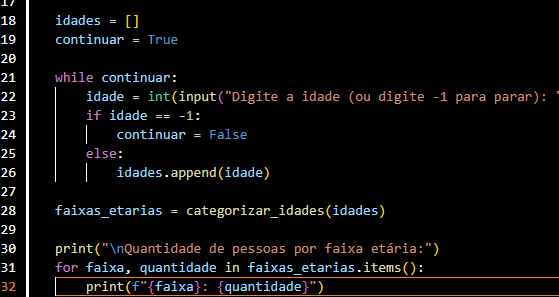 17
18 idades = []
19 continuar = True
20
21 while continuar:
22 idade = int(input("Digite a idade (ou digite -1 para parar): "
23 if idade == -1:
24 continuar = False
25 else:
26 idades.append(idade)
27
28 faixas_etarias = categorizar_idades(idades)
29
30 print("\nQuantidade de pessoas por faixa etária:")
31 for faixa, quantidade in faixas_etarias.items():
32 print(f"{faixa}: {quantidade}")